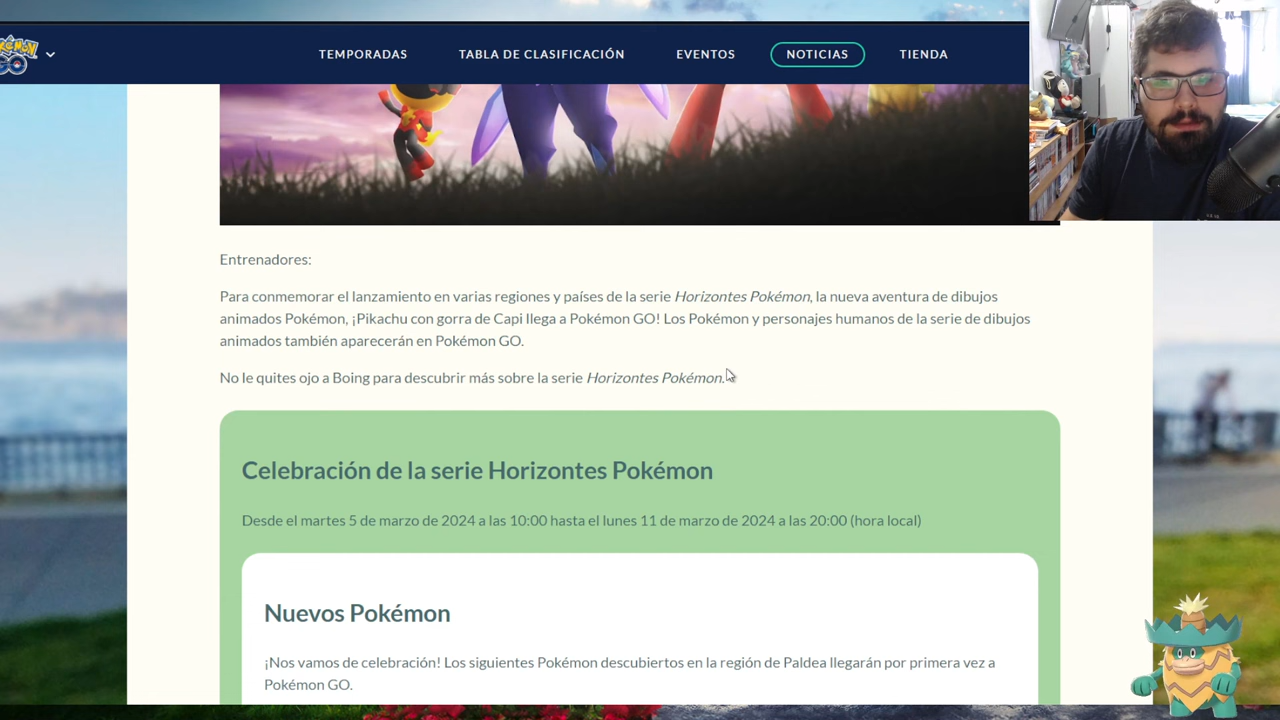 GO
TEMPORADAS TABLA DE CLASIFICACIÓN EVENTOS NOTICIAS TIENDA
Entrenadores:
Para conmemorar el lanzamiento en varias regiones y países de la serie Horizontes Pokémon, la nueva aventura de dibujos
animados Pokémon, ¡Pikachu con gorra de Capi llega a Pokémon GO! Los Pokémon y personajes humanos de la serie de dibujos
animados también aparecerán en Pokémon GO.
No le quites ojo a Boing para descubrir más sobre la serie Horizontes Pokémon.
Celebración de la serie Horizontes Pokémon
Desde el martes 5 de marzo de 2024 a las 10:00 hasta el lunes 11 de marzo de 2024 a las 20:00 (hora local)
Nuevos Pokémon
¡Nos vamos de celebración! Los siguientes Pokémon descubiertos en la región de Paldea llegarán por primera vez a
Pokémon GO.